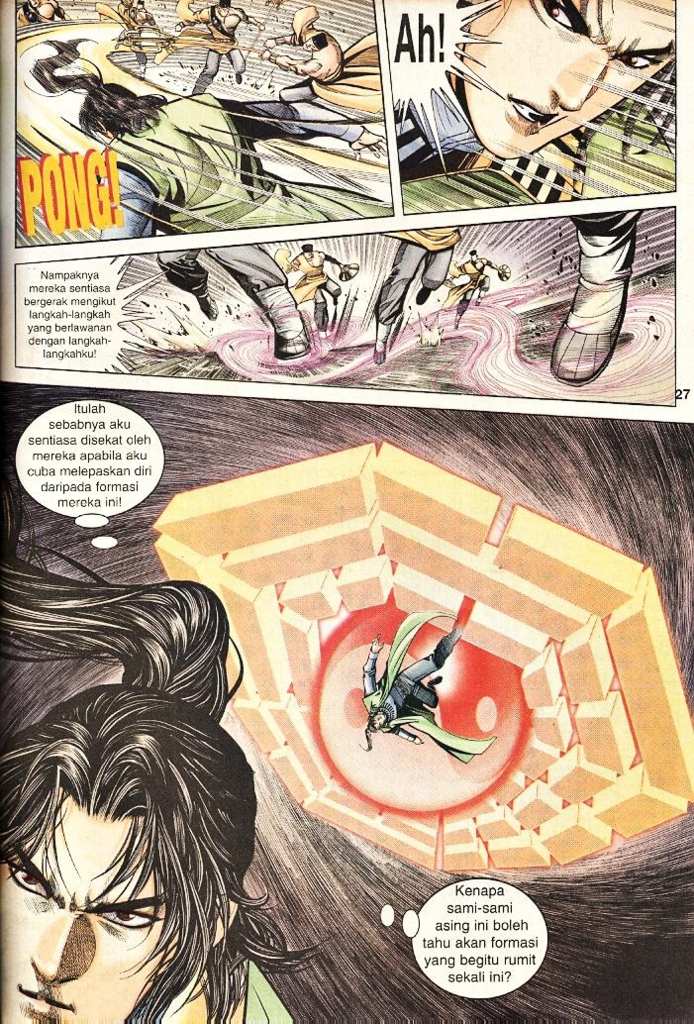 Ah!
PONG!
Nampaknya
mereka sentiasa
bergerak mengikut
langkah-langkah
yang berlawanan
dengan langkah-
langkahku!
27
Itulah
sebabnya aku
sentiasa disekat oleh
mereka apabila aku
cuba melepaskan diri
daripada formasi
mereka ini!
Kenapa
sami-sami
asing ini boleh
tahu akan formasi
yang begitu rumit
sekali ini?